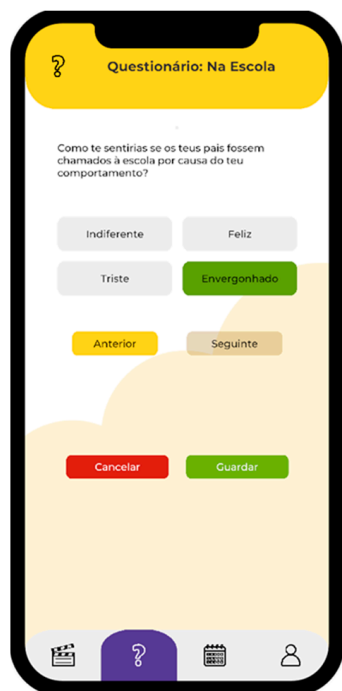 Questionário: Na Escola
Como te sentirias se os teus pais fossem
chamados à escola por causa do teu
comportamento?
Indiferente
Feliz
Triste
Envergonhado
Anterior
Seguinte
Cancelar
Guardar